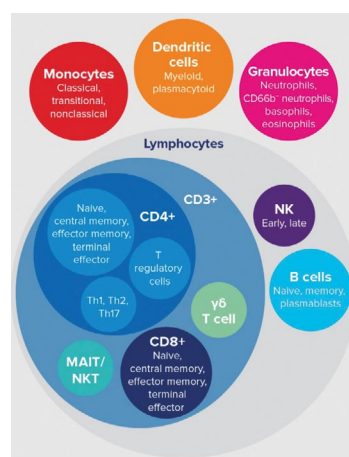 Dendritic
cells
Myeloid,
plasmacytoid
Monocytes
Classical,
transitional,
nonclassical
Granulocytes
Neutrophils,
CD66b⁻ neutrophils,
basophils,
eosinophils
Lymphocytes
CD3+
CD4+
Naive,
central memory,
effector memory,
terminal
effector
T
regulatory
cells
Th1, Th2,
Th17
NK
Early, late
B cells
Naive, memory,
plasmablasts
γδ
T cell
MAIT/
NKT
CD8+
Naive,
central memory,
effector memory,
terminal
effector